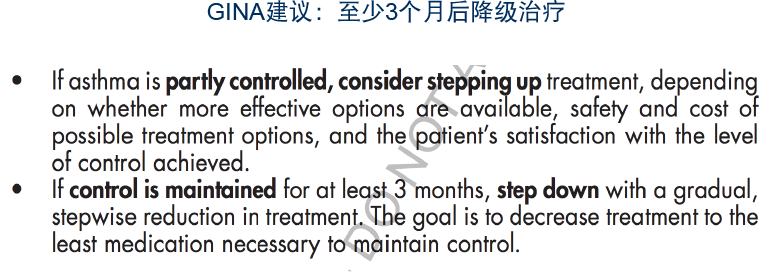 GINA建议：至少3个月后降级治疗
• If asthma is partly controlled, consider stepping up treatment, depending
on whether more effective options are available, safety and cost of
possible treatment options, and the patient’s satisfaction with the level
of control achieved.
• If control is maintained for at least 3 months, step down with a gradual,
stepwise reduction in treatment. The goal is to decrease treatment to the
least medication necessary to maintain control.
DO NOT